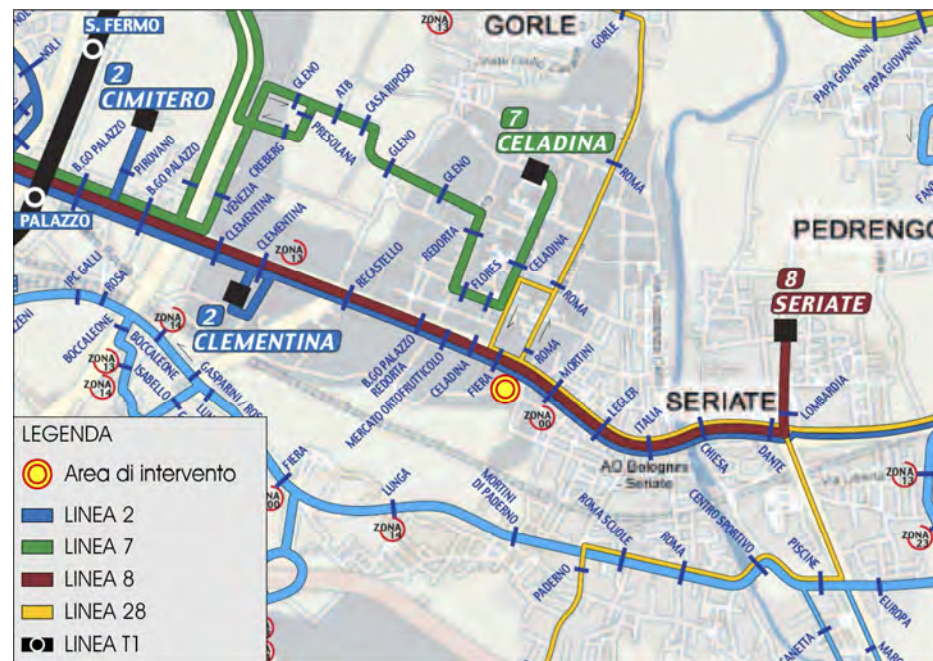 S. FERMO
NOLI
2
CIMITERO
ZONA
13
GORLE
GORLE
PAPA GIOVANNI
PAPA GIOVANNI
B.GO PALAZZO
PIROVANO
B.GO PALAZZO
GLENO
ATB
CASA RIPOSO
PRESOLANA
CREBERG
GLENO
GLENO
7
CELADINA
ROMA
PALAZZO
VENEZIA
CLEMENTINA
CLEMENTINA
ZONA
13
REDORTA
FLORES
CELADINA
RECASTELLO
ROMA
PEDRENGO
8
SERIATE
IPC GALLI
ROSA
BOCCALEONE
BOCCALEONE
ISABELLO
ZONA
14
ZONA
13
ZONA
14
2
CLEMENTINA
GASPARINI / ROSA
B.GO PALAZZO
REDORTA
MERCATO ORTOFRUTTICOLO
CELADINA
FIERA
ROMA
MORTINI
ZONA
00
LEGLER
ITALIA
SERIATE
CHIESA
DANTE
LOMBARDIA
AO Bolognini
- Seriate
FIERA
LUNGA
ZONA
14
MORTINI
DI PADERNO
ROMA SCUOLE
ROMA
PADERNO
CENTRO SPORTIVO
PISCINE
EUROPA
ZONA
13
ZONA
23
LEGENDA
Area di intervento
LINEA 2
LINEA 7
LINEA 8
LINEA 28
LINEA T1